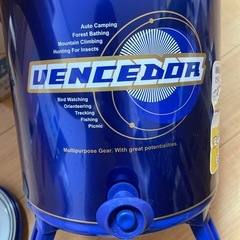 Auto Camping
Forest Bathing
Mountain Climbing
Hunting For Insects
VENCEDOR
Bird Watching
Orienteering
Trecking
Fishing
Picnic
Multipurpose Gear. With great potentialities.